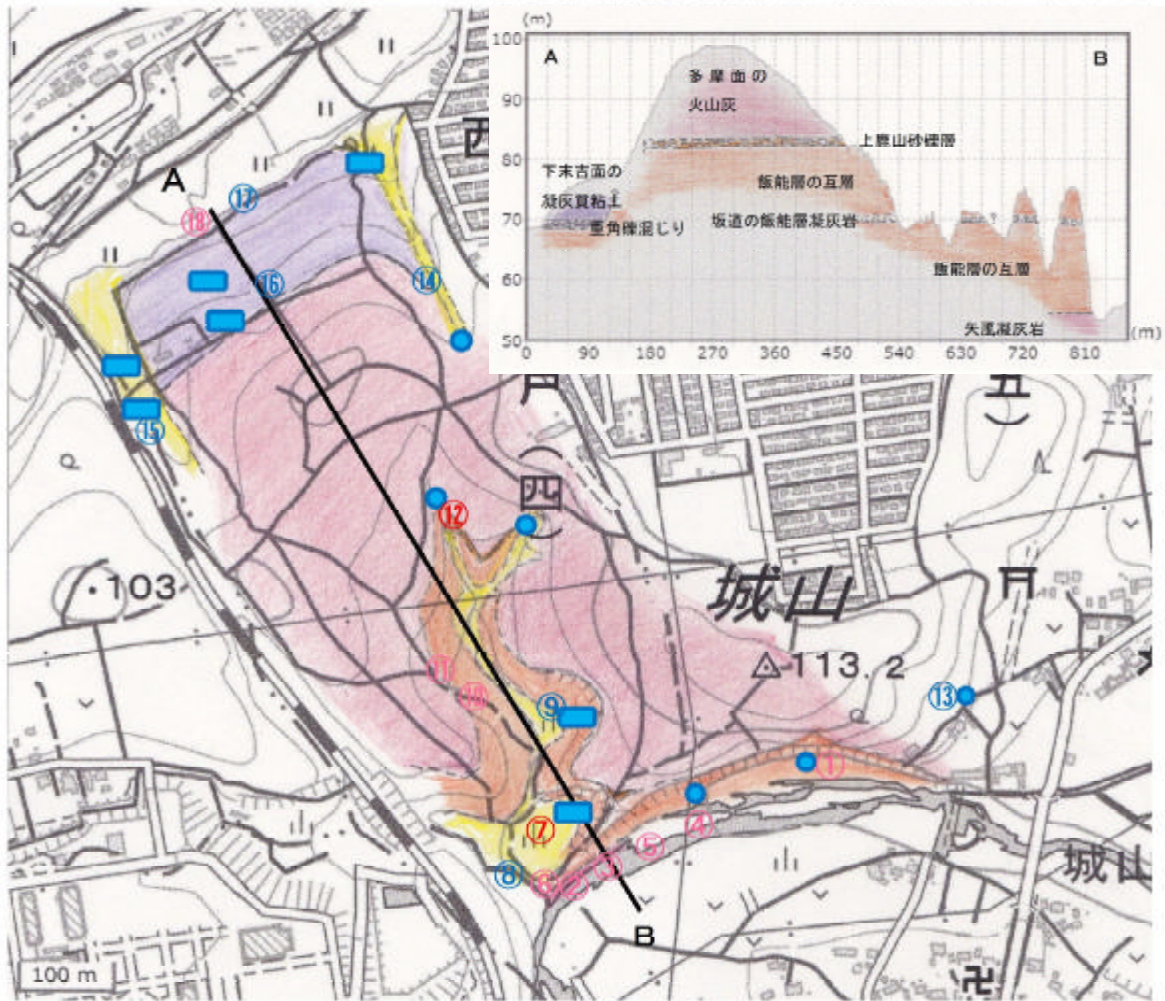 (m)
100
90
80
70
60
50
0
90
180
270
360
450
540
630
720
810
(m)
A
B
多摩面の
火山灰
上鹿山砂礫層
下末吉面の
凝灰質粘土
飯能層の互層
亜角礫混じり
坂道の飯能層凝灰岩
飯能層の互層
矢颪凝灰岩
A
⑰
⑱
⑯
⑭
⑮
西
戸
(四)
五)
⑫
103
城山
113.2
⑪
⑩
⑨
⑬
①
⑦
④
⑤
③
⑧
⑥
②
城山
B
100 m